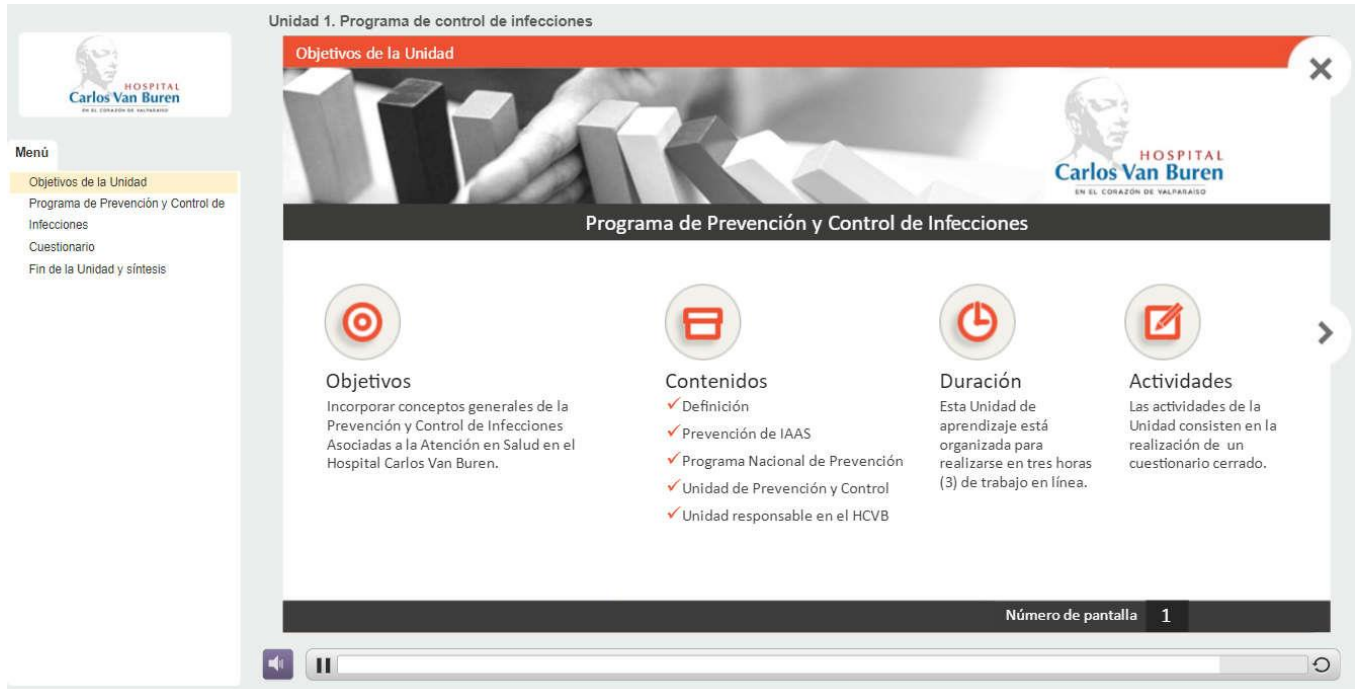 Unidad 1. Programa de control de infecciones
HOSPITAL
Carlos Van Buren
EN EL CORAZÓN DE VALPARAÍSO
Menú
Objetivos de la Unidad
Programa de Prevención y Control de
Infecciones
Cuestionario
Fin de la Unidad y síntesis
Objetivos de la Unidad
HOSPITAL
Carlos Van Buren
EN EL CORAZÓN DE VALPARAÍSO
Programa de Prevención y Control de Infecciones
Objetivos
Incorporar conceptos generales de la
Prevención y Control de Infecciones
Asociadas a la Atención en Salud en el
Hospital Carlos Van Buren.
Contenidos
✓Definición
✓Prevención de IAAS
✓Programa Nacional de Prevención
✓Unidad de Prevención y Control
✓Unidad responsable en el HCVB
Duración
Esta Unidad de
aprendizaje está
organizada para
realizarse en tres horas
(3) de trabajo en línea.
Actividades
Las actividades de la
Unidad consisten en la
realización de un
cuestionario cerrado.
Número de pantalla 1